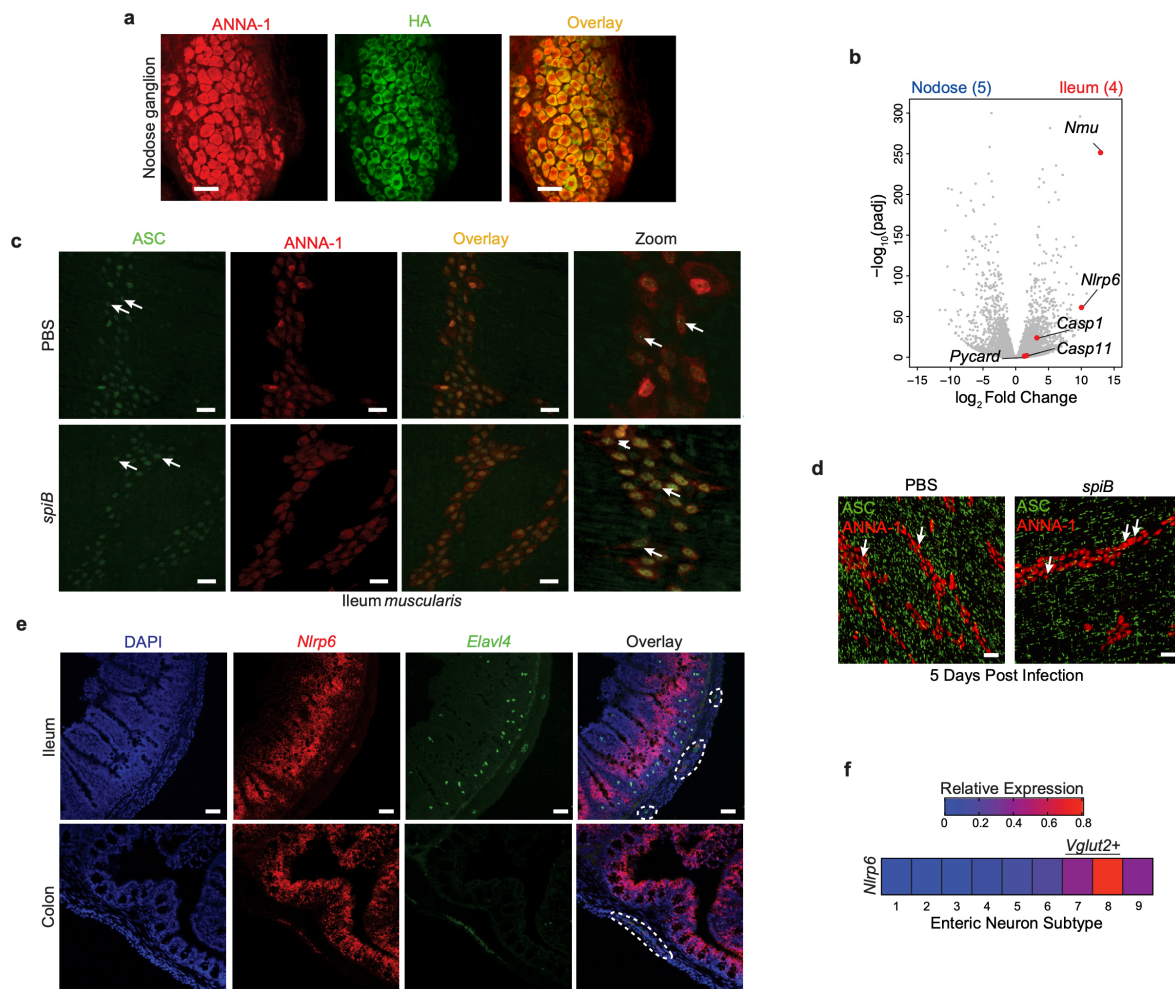 a
ANNA-1 HA Overlay
Nodose ganglion
b
Nodose (5) Ileum (4)
300
250
200
150
100
50
0
−log10(padj)
Nmu
Nlrp6
Casp1
Casp11
Pycard
−15 −10 −5 0 5 10 15
log2 Fold Change
c
ASC ANNA-1 Overlay Zoom
PBS
spiB
Ileum muscularis
d
PBS spiB
ASC ASC
ANNA-1 ANNA-1
5 Days Post Infection
e
DAPI Nlrp6 Elavl4 Overlay
Ileum
Colon
f
Relative Expression
0 0.2 0.4 0.6 0.8
Vglut2+
Nlrp6
1 2 3 4 5 6 7 8 9
Enteric Neuron Subtype